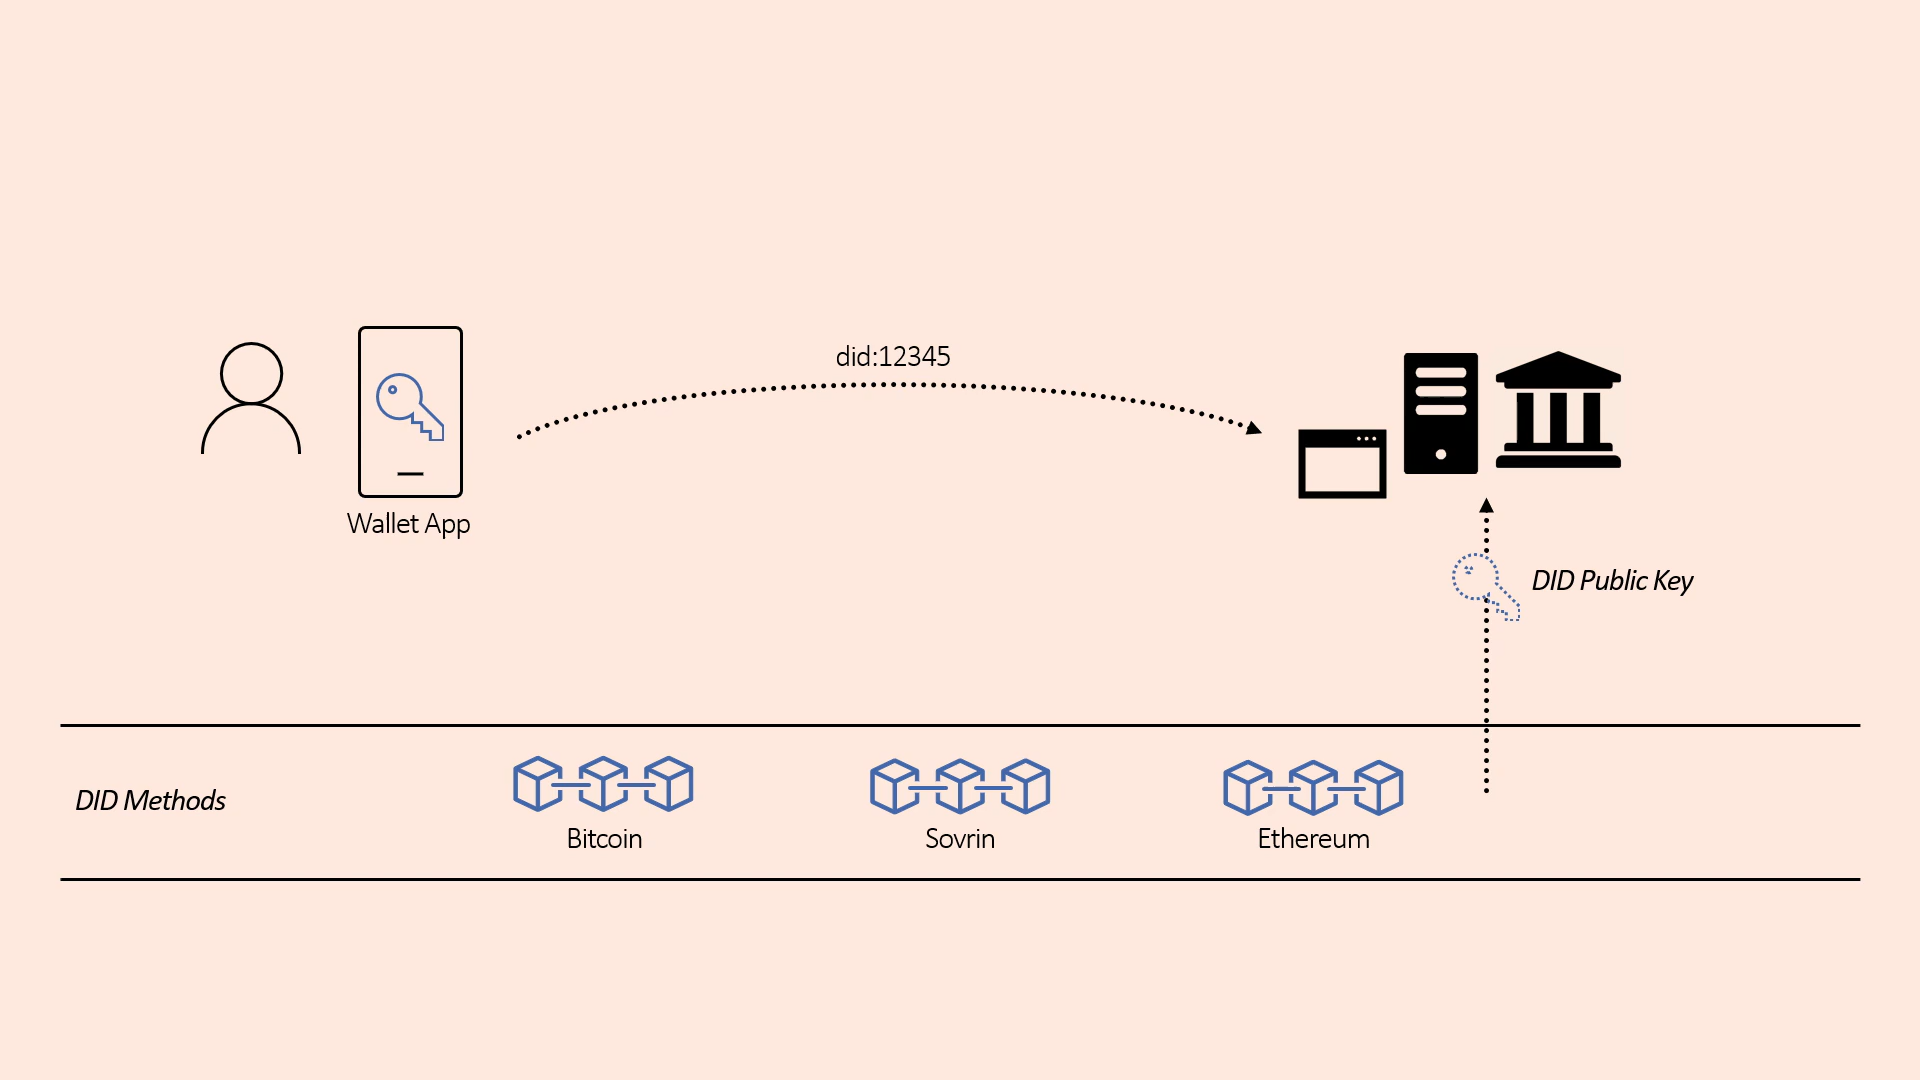 did:12345
Wallet App
DID Public Key
DID Methods
Bitcoin
Sovrin
Ethereum